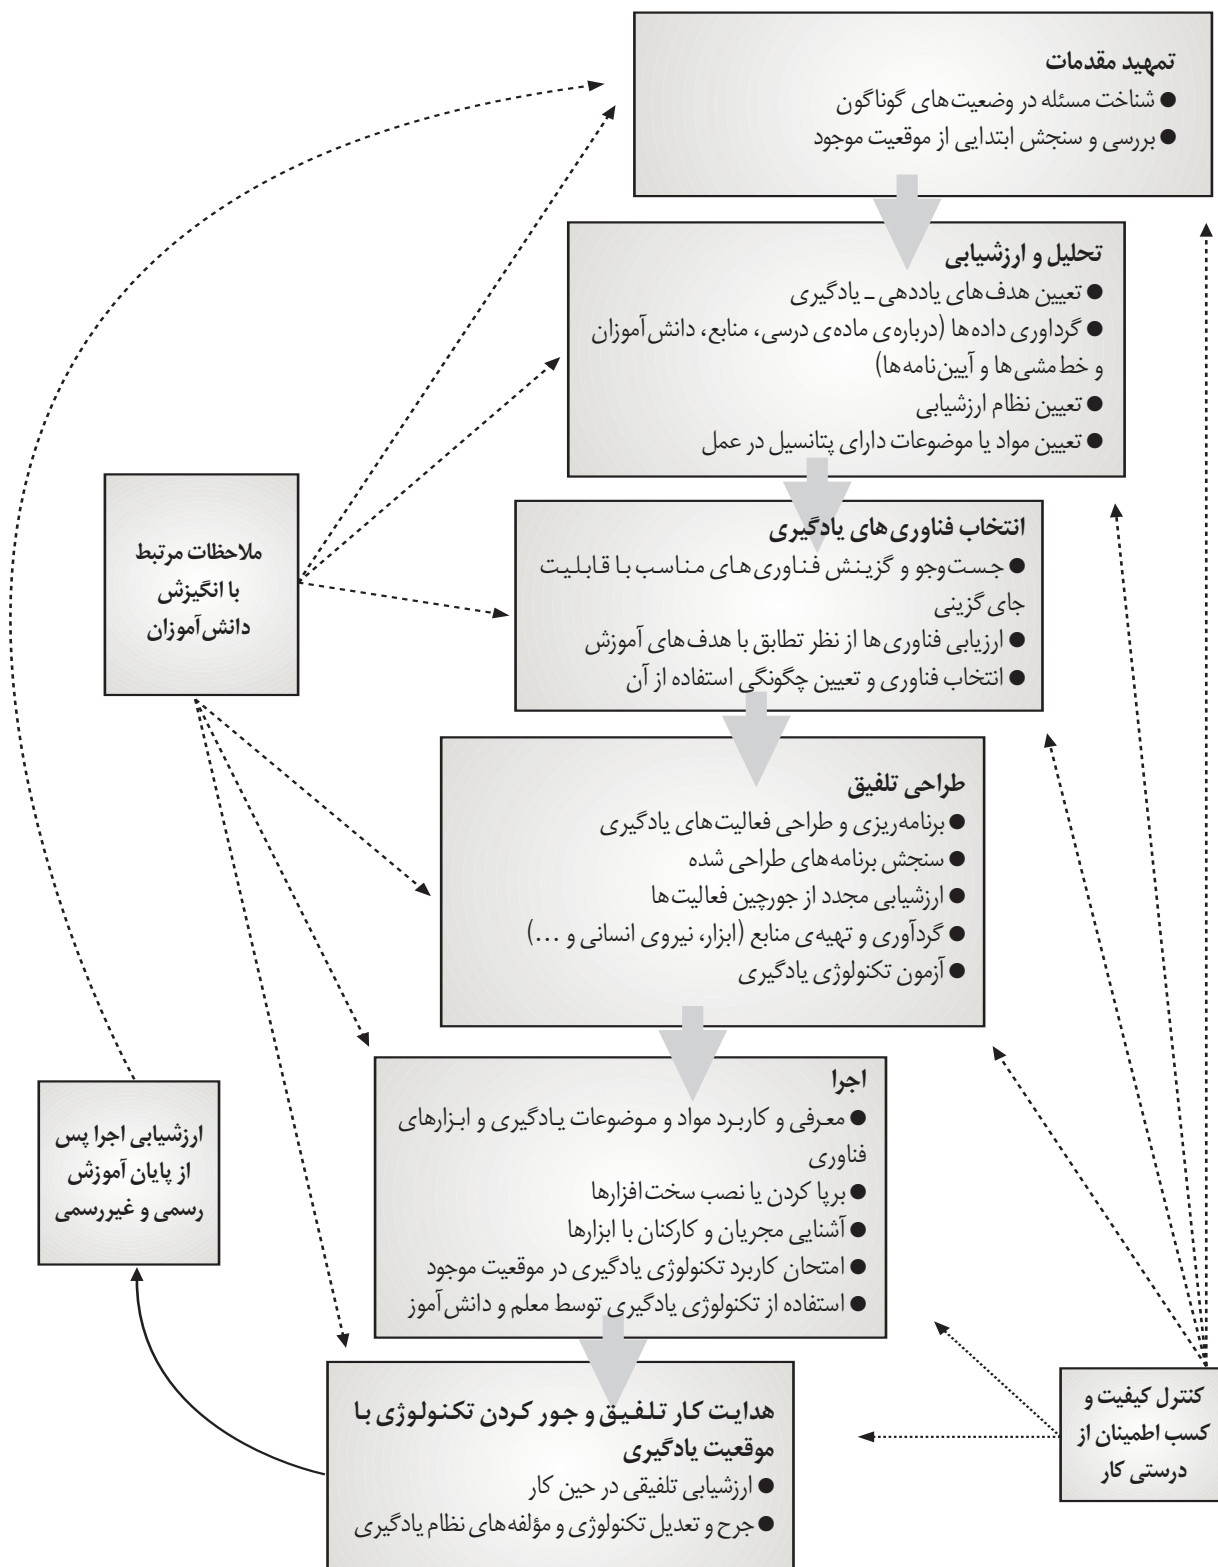 تمهید مقدمات
● شناخت مسئله در وضعیت‌های گوناگون
● بررسی و سنجش ابتدایی از موقعیت موجود
تحلیل و ارزشیابی
● تعیین هدف‌های یاددهی ـ یادگیری
● گرداوری داده‌ها (درباره‌ی ماده‌ی درسی، منابع، دانش‌آموزان
و خط‌مشی‌ها و آیین‌نامه‌ها)
● تعیین نظام ارزشیابی
● تعیین مواد یا موضوعات دارای پتانسیل در عمل
انتخاب فناوری‌های یادگیری
● جست‌وجو و گزینش فناوری‌های مناسب با قابلیت
جای‌گزینی
● ارزیابی فناوری‌ها از نظر تطابق با هدف‌های آموزش
● انتخاب فناوری و تعیین چگونگی استفاده از آن
ملاحظات مرتبط
با انگیزش
دانش‌آموزان
طراحی تلفیق
● برنامه‌ریزی و طراحی فعالیت‌های یادگیری
● سنجش برنامه‌های طراحی شده
● ارزشیابی مجدد از جورچین فعالیت‌ها
● گردآوری و تهیه‌ی منابع (ابزار، نیروی انسانی و ...)
● آزمون تکنولوژی یادگیری
اجرا
● معرفی و کاربرد مواد و موضوعات یادگیری و ابزارهای
فناوری
● برپا کردن یا نصب سخت‌افزارها
● آشنایی مجریان و کارکنان با ابزارها
● امتحان کاربرد تکنولوژی یادگیری در موقعیت موجود
● استفاده از تکنولوژی یادگیری توسط معلم و دانش‌آموز
ارزشیابی اجرا پس
از پایان آموزش
رسمی و غیررسمی
هدایت کار تلفیق و جور کردن تکنولوژی با
موقعیت یادگیری
● ارزشیابی تلفیقی در حین کار
● جرح و تعدیل تکنولوژی و مؤلفه‌های نظام یادگیری
کنترل کیفیت و
کسب اطمینان از
درستی کار